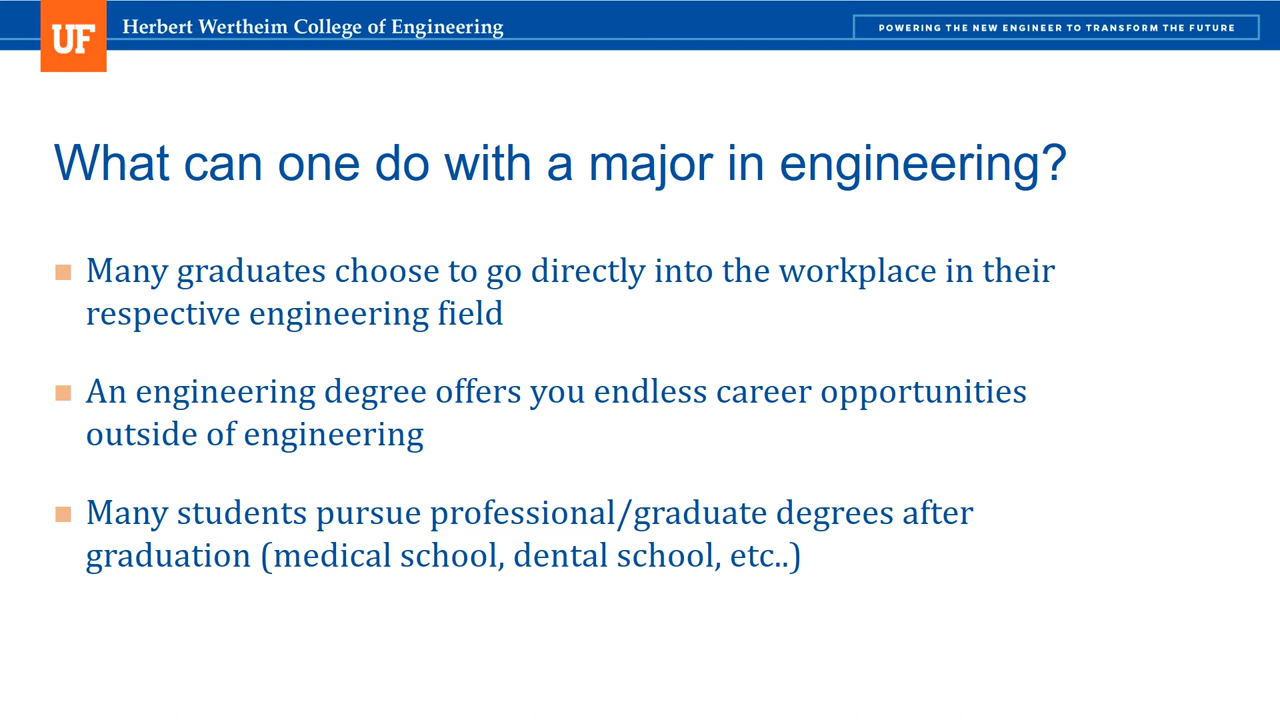 UF
Herbert Wertheim College of Engineering
POWERING THE NEW ENGINEER TO TRANSFORM THE FUTURE
What can one do with a major in engineering?
Many graduates choose to go directly into the workplace in their
respective engineering field
An engineering degree offers you endless career opportunities
outside of engineering
Many students pursue professional/graduate degrees after
graduation (medical school, dental school, etc..)